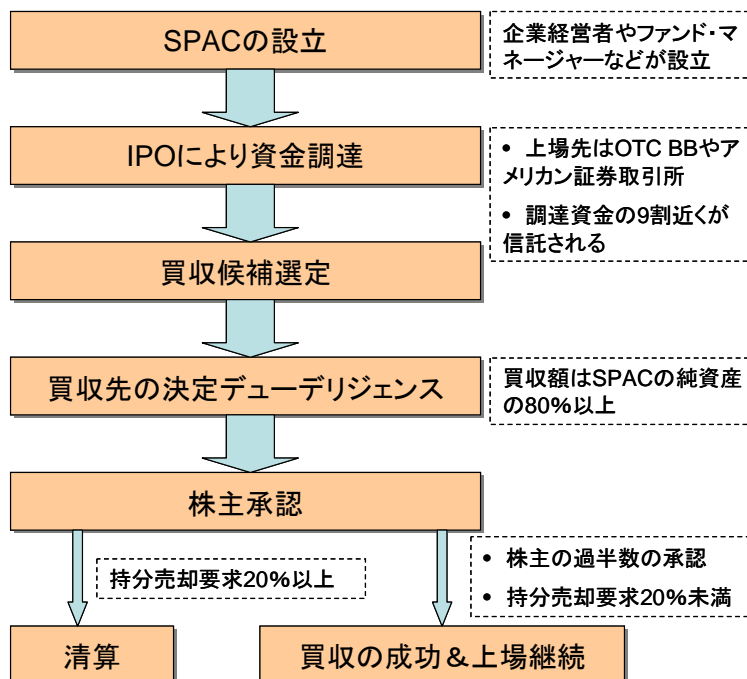 SPACの設立
企業経営者やファンド・マ
ネージャーなどが設立
IPOにより資金調達
• 上場先はOTC BBやア
メリカン証券取引所
• 調達資金の9割近くが
信託される
買収候補選定
買収先の決定デューデリジェンス
買収額はSPACの純資産
の80%以上
株主承認
持分売却要求20%以上
• 株主の過半数の承認
• 持分売却要求20%未満
清算
買収の成功&上場継続